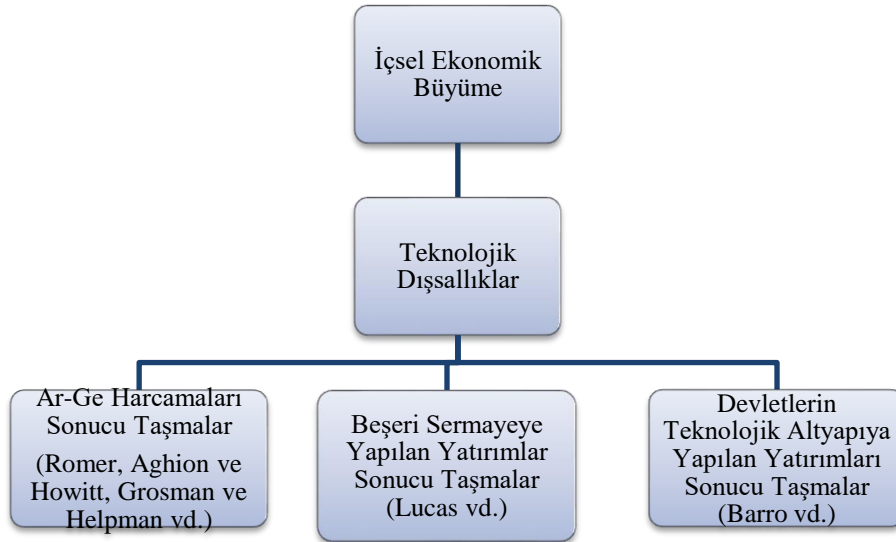 İçsel Ekonomik
Büyüme
Teknolojik
Dışsallıklar
Ar-Ge Harcamaları
Sonucu Taşmalar
(Romer, Aghion ve
Howitt, Grosman ve
Helpman vd.)
Beşeri Sermayeye
Yapılan Yatırımlar
Sonucu Taşmalar
(Lucas vd.)
Devletlerin
Teknolojik Altyapıya
Yapılan Yatırımları
Sonucu Taşmalar
(Barro vd.)